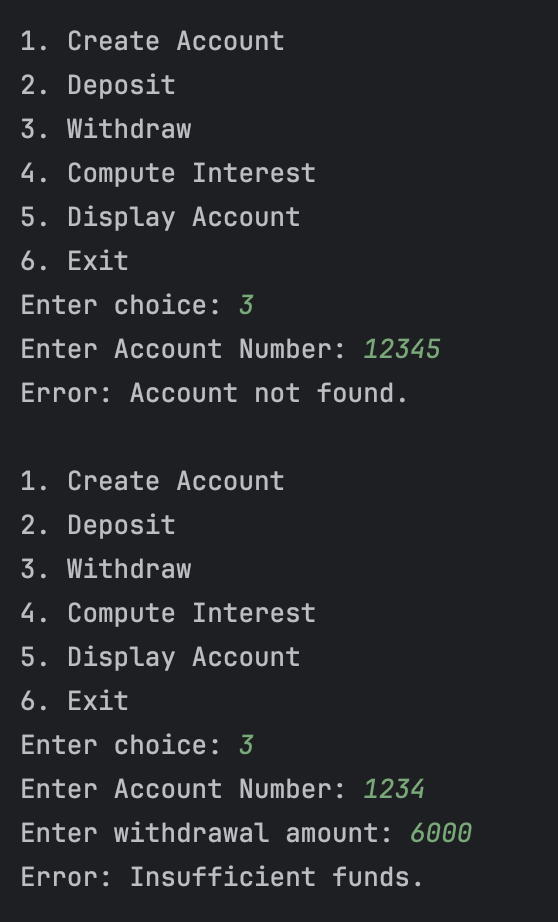 1. Create Account
2. Deposit
3. Withdraw
4. Compute Interest
5. Display Account
6. Exit
Enter choice: 3
Enter Account Number: 12345
Error: Account not found.
1. Create Account
2. Deposit
3. Withdraw
4. Compute Interest
5. Display Account
6. Exit
Enter choice: 3
Enter Account Number: 1234
Enter withdrawal amount: 6000
Error: Insufficient funds.